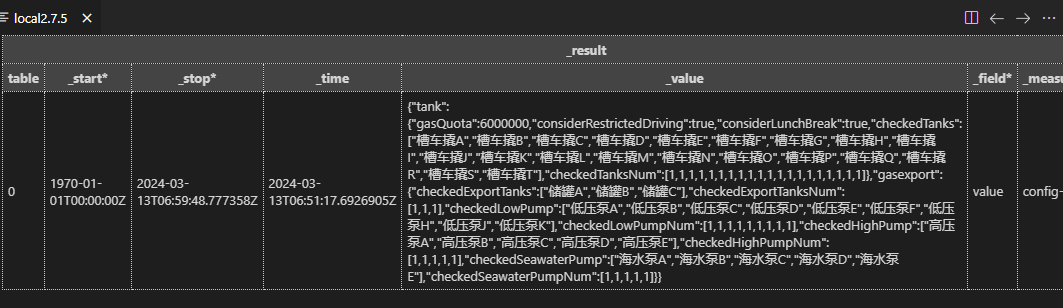 local2.7.5
_result
table _start* _stop* _time _value _field* _measu
{"tank":
{"gasQuota":6000000,"considerRestrictedDriving":true,"considerLunchBreak":true,"checkedTanks":
["槽车撬A","槽车撬B","槽车撬C","槽车撬D","槽车撬E","槽车撬F","槽车撬G","槽车撬H","槽车撬
I","槽车撬J","槽车撬K","槽车撬L","槽车撬M","槽车撬N","槽车撬O","槽车撬P","槽车撬Q","槽车撬
R","槽车撬S","槽车撬T"],"checkedTanksNum":[1,1,1,1,1,1,1,1,1,1,1,1,1,1,1,1,1,1,1,1]},"gasexport":
0 1970-01-01T00:00:00Z 2024-03-13T06:59:48.777358Z 2024-03-13T06:51:17.6926905Z {"checkedExportTanks":["储罐A","储罐B","储罐C"],"checkedExportTanksNum": value config-
[1,1,1],"checkedLowPump":["低压泵A","低压泵B","低压泵C","低压泵D","低压泵E","低压泵F","低压
泵H","低压泵J","低压泵K"],"checkedLowPumpNum":[1,1,1,1,1,1,1,1,1],"checkedHighPump":["高压
泵A","高压泵B","高压泵C","高压泵D","高压泵E"],"checkedHighPumpNum":
[1,1,1,1,1],"checkedSeawaterPump":["海水泵A","海水泵B","海水泵C","海水泵D","海水泵
E"],"checkedSeawaterPumpNum":[1,1,1,1,1]}}